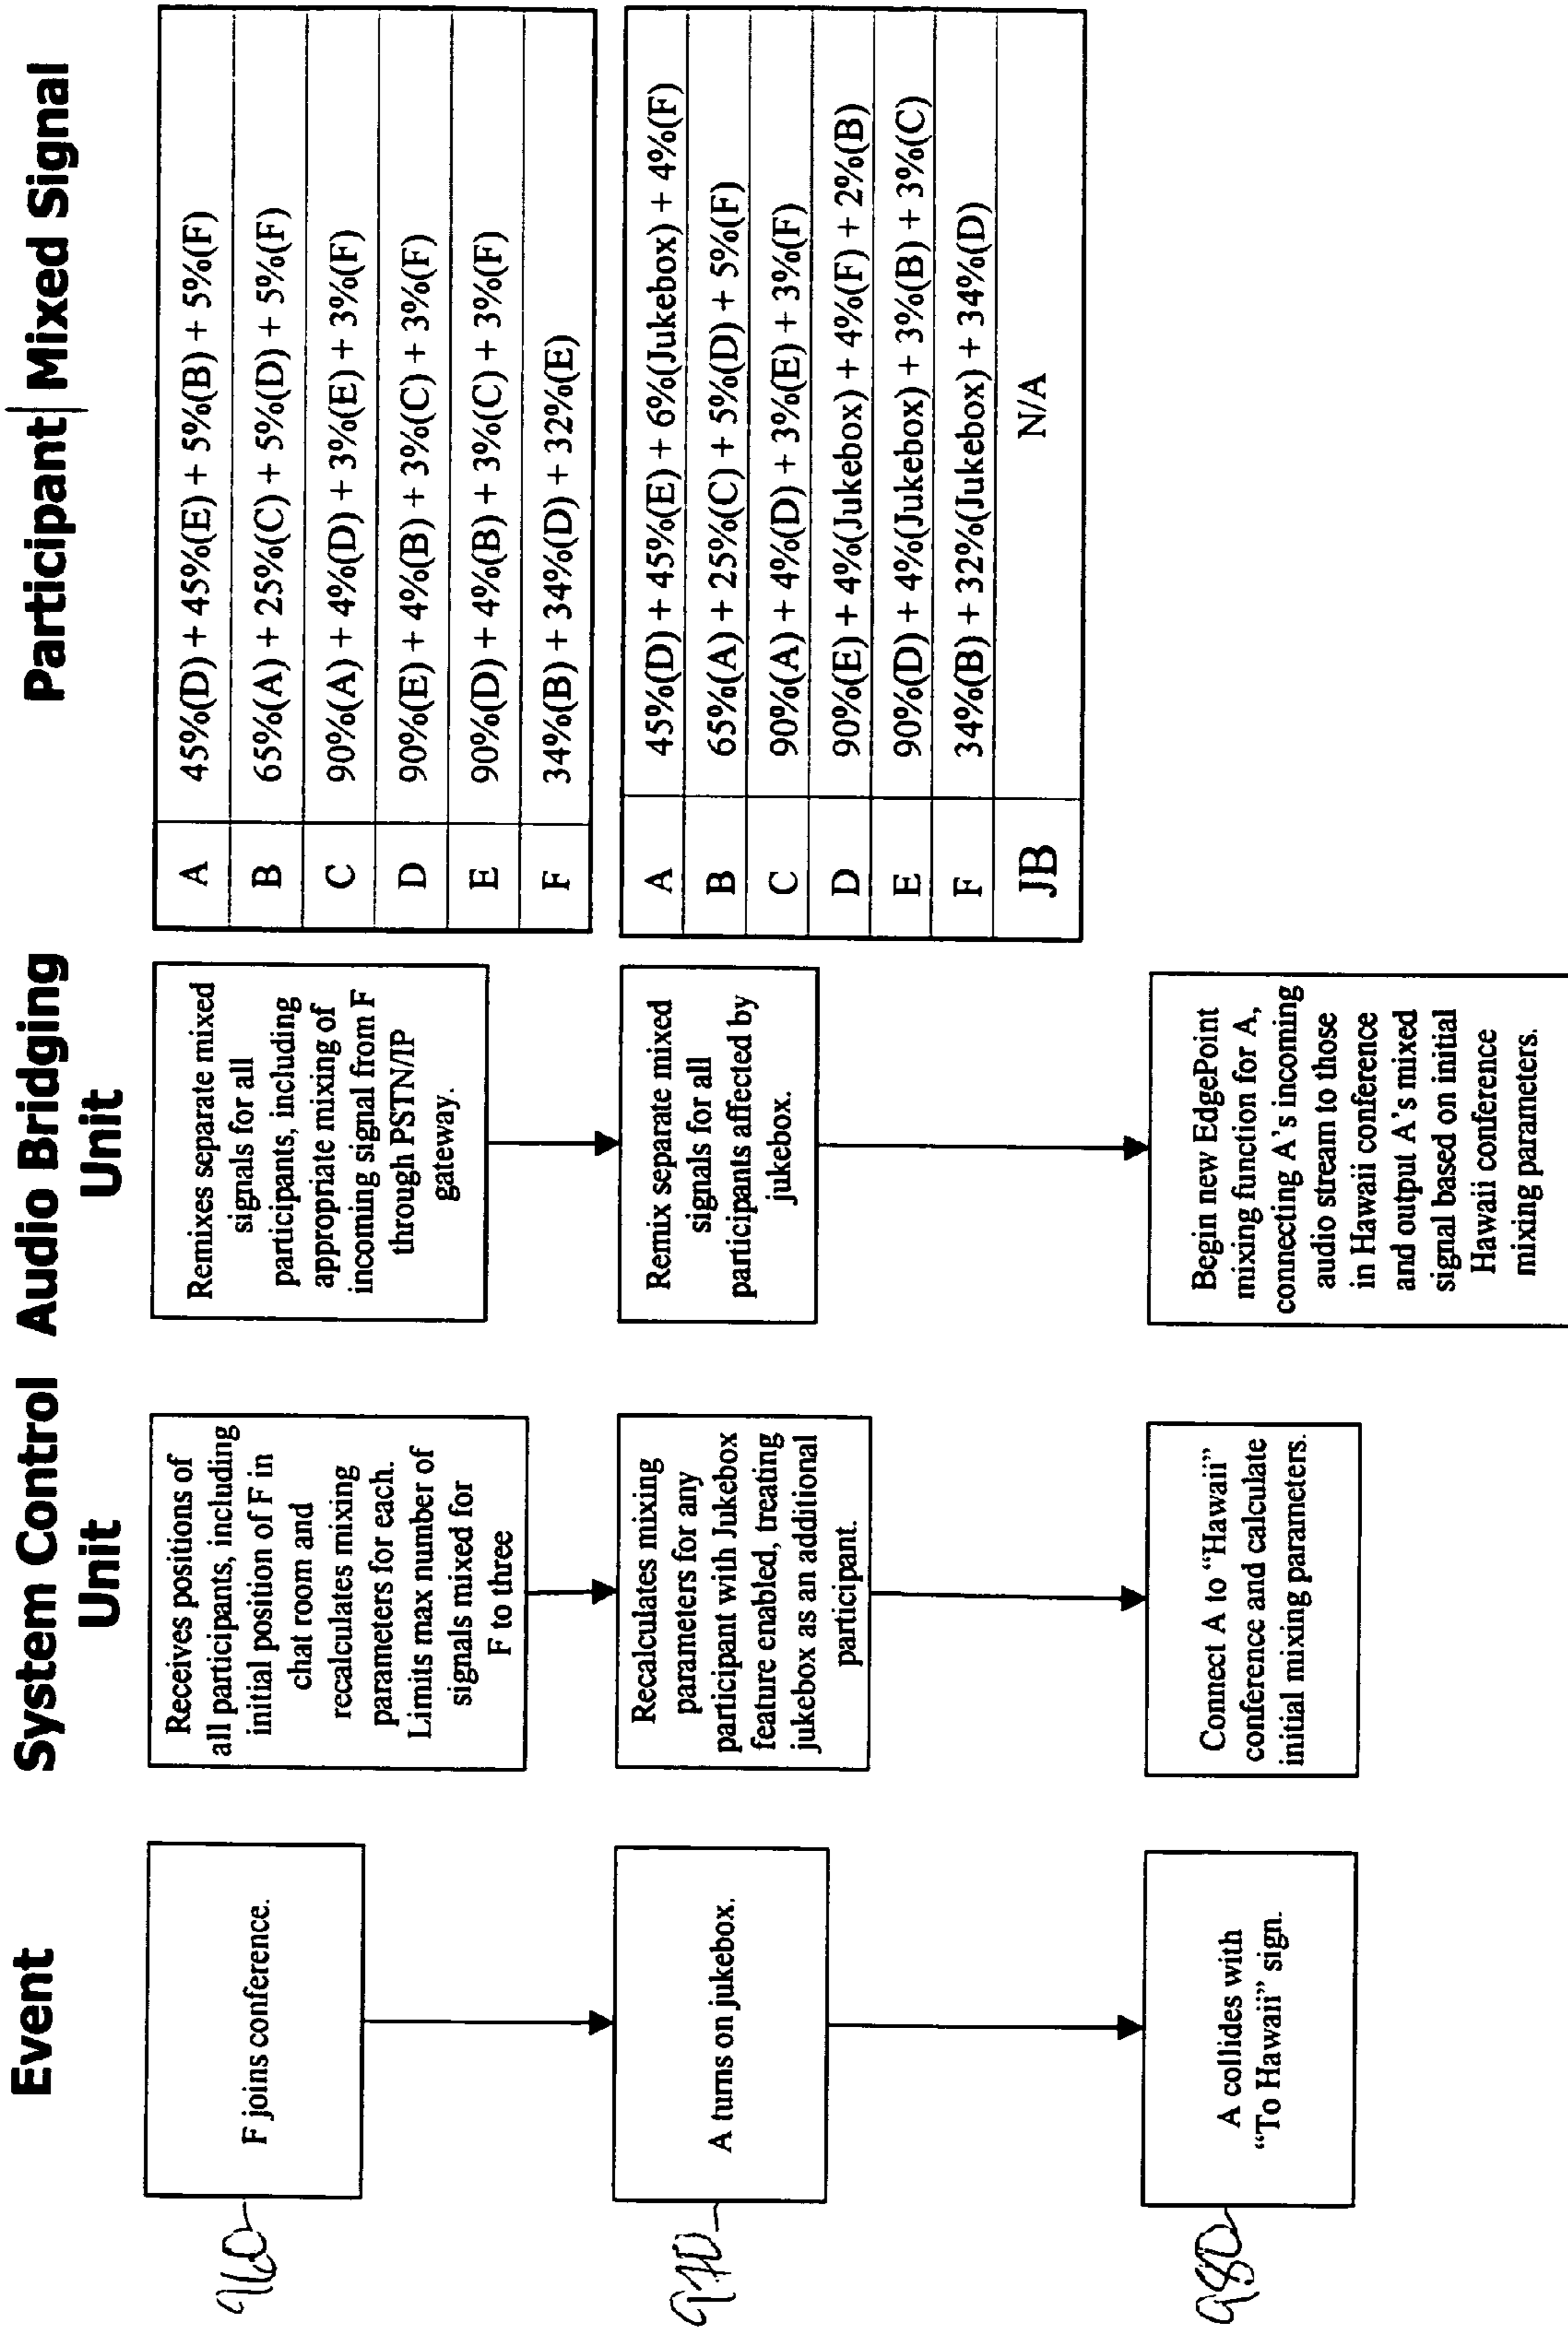 Event
System Control
Unit
Audio Bridging
Unit
Participant | Mixed Signal
960
F joins conference.
Receives positions of
all participants, including
initial position of F in
chat room and
recalculates mixing
parameters for each.
Limits max number of
signals mixed for
F to three
Remixes separate mixed
signals for all
participants, including
appropriate mixing of
incoming signal from F
through PSTN/IP
gateway.
A 45%(D) + 45%(E) + 5%(B) + 5%(F)
B 65%(A) + 25%(C) + 5%(D) + 5%(F)
C 90%(A) + 4%(D) + 3%(E) + 3%(F)
D 90%(E) + 4%(B) + 3%(C) + 3%(F)
E 90%(D) + 4%(B) + 3%(C) + 3%(F)
F 34%(B) + 34%(D) + 32%(E)
970
A turns on jukebox.
Recalculates mixing
parameters for any
participant with Jukebox
feature enabled, treating
jukebox as an additional
participant.
Remix separate mixed
signals for all
participants affected by
jukebox.
A 45%(D) + 45%(E) + 6%(Jukebox) + 4%(F)
B 65%(A) + 25%(C) + 5%(D) + 5%(F)
C 90%(A) + 4%(D) + 3%(E) + 3%(F)
D 90%(E) + 4%(Jukebox) + 4%(F) + 2%(B)
E 90%(D) + 4%(Jukebox) + 3%(B) + 3%(C)
F 34%(B) + 32%(Jukebox) + 34%(D)
JB N/A
980
A collides with
“To Hawaii” sign.
Connect A to “Hawaii”
conference and calculate
initial mixing parameters.
Begin new EdgePoint
mixing function for A,
connecting A's incoming
audio stream to those
in Hawaii conference
and output A's mixed
signal based on initial
Hawaii conference
mixing parameters.